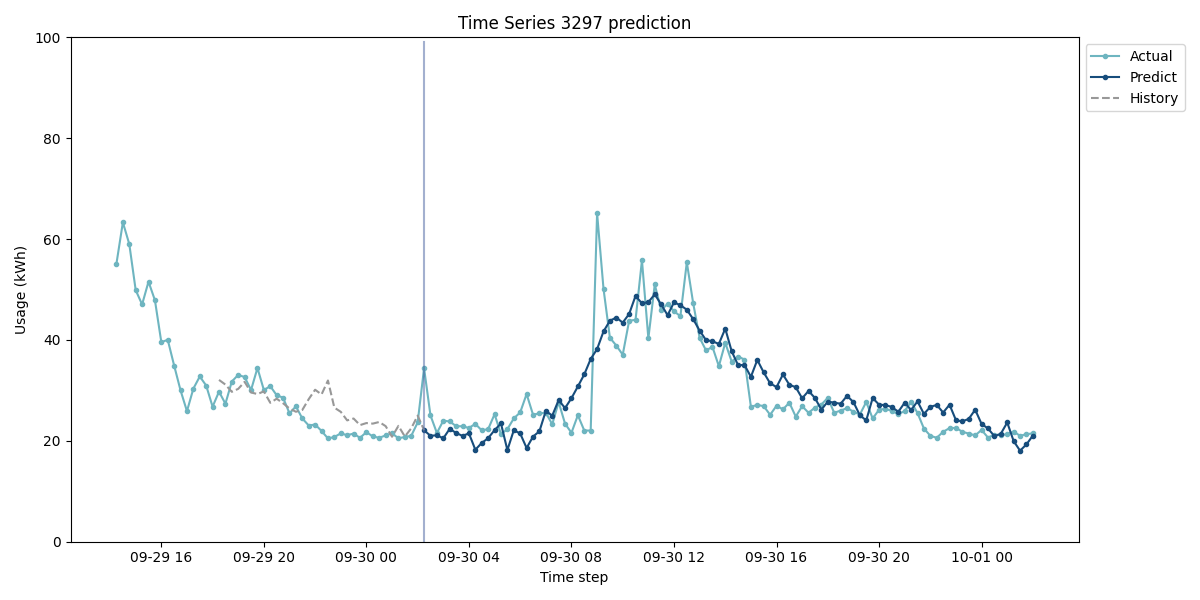 Time Series 3297 prediction
100
80
60
40
20
0
Usage (kWh)
09-29 16
09-29 20
09-30 00
09-30 04
09-30 08
09-30 12
09-30 16
09-30 20
10-01 00
Time step
Actual
Predict
History